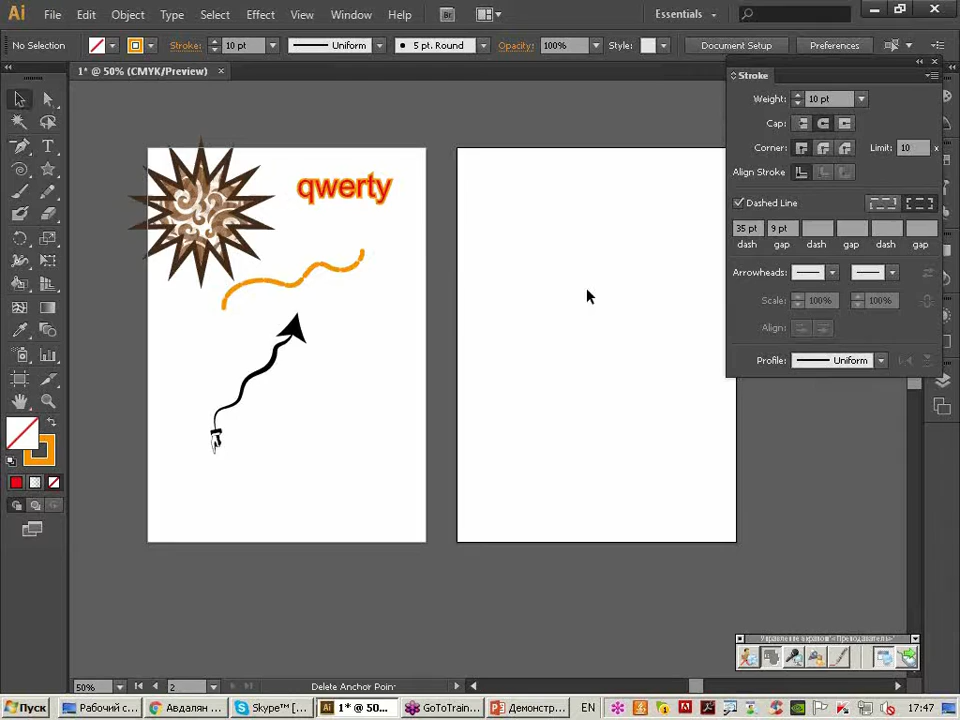 Ai File Edit Object Type Select Effect View Window Help Br Essentials
No Selection Stroke: 10 pt Uniform 5 pt. Round Opacity: 100% Style: Document Setup Preferences
1* @ 50% (CMYK/Preview) ×
Stroke
Weight: 10 pt
Cap:
Corner: Limit: 10 x
Align Stroke
Dashed Line
35 pt 9 pt
dash gap dash gap dash gap
Arrowheads:
Scale: 100% 100%
Align:
Profile: Uniform
qwerty
Управление экраном "Преподаватель"
50% 2 Delete Anchor Point
Пуск Рабочий с... Авдалян ... Skype™ [... 1* @ 50... GoToTrain... Демонстр... EN 17:47